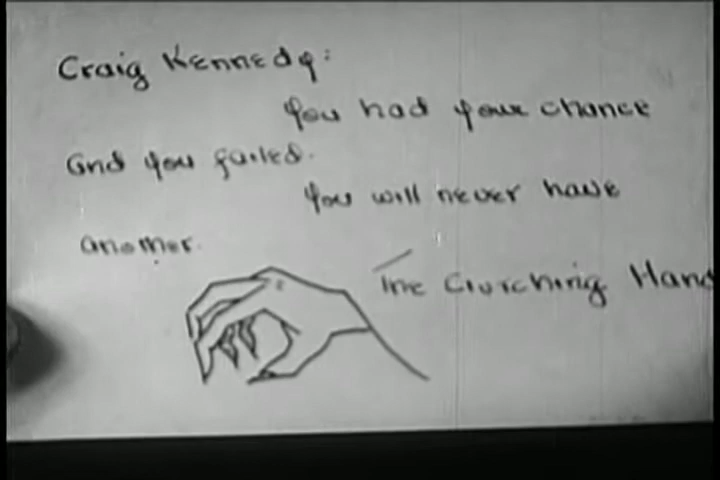 Craig Kennedy:
You had your chance
and you failed.
You will never have
another.
The Clutching Hand